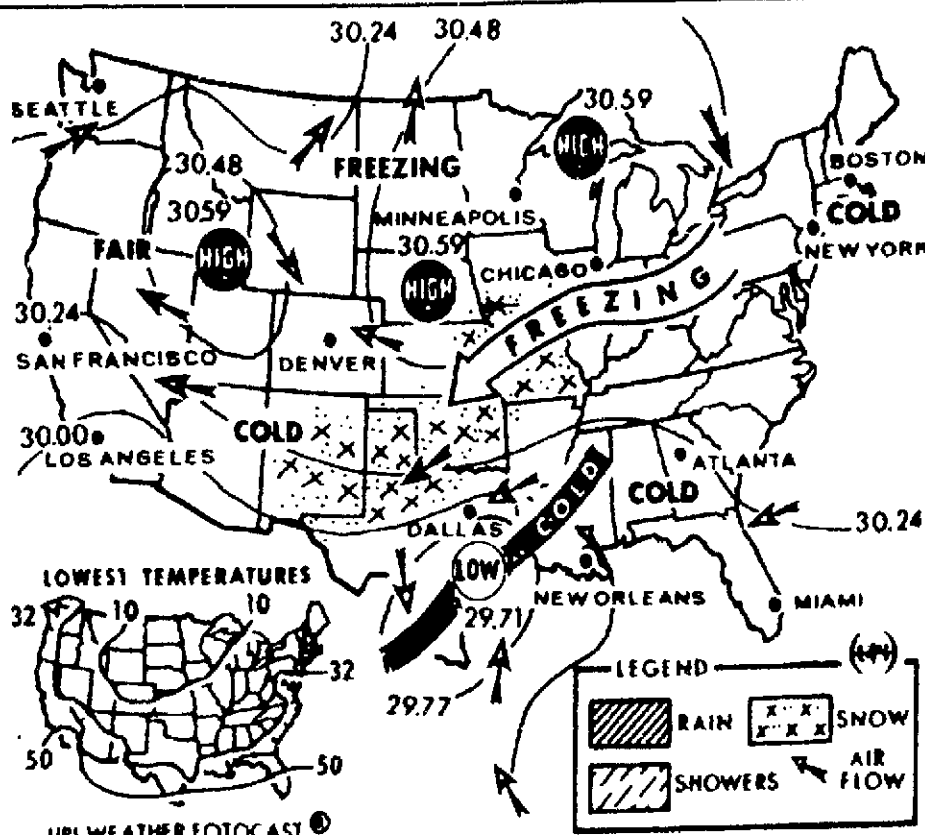 30.24 30.48
SEATTLE
30.59
HIGH
30.48
FREEZING
BOSTON
3059
MINNEAPOLIS
COLD
FAIR
HIGH
30.59
HIGH
CHICAGO
NEW YORK
FREEZING
30.24
SAN FRANCISCO
DENVER
30.00
COLD
LOS ANGELES
ATLANTA
COLD
COLD
DALLAS
30.24
LOW
NEW ORLEANS
MIAMI
29.71
29.77
LOWEST TEMPERATURES
32 10 10
32
50
50
LEGEND
RAIN
SNOW
SHOWERS
AIR
FLOW
UPI WEATHER FOTOCAST